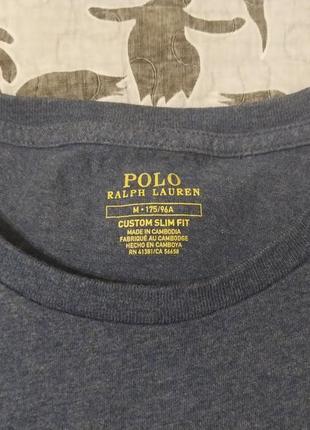 POLO
RALPH LAUREN
M • 175/96A
CUSTOM SLIM FIT
MADE IN CAMBODIA
FABRIQUÉ AU CAMBODGE
HECHO EN CAMBOYA
RN 41381/CA 56658